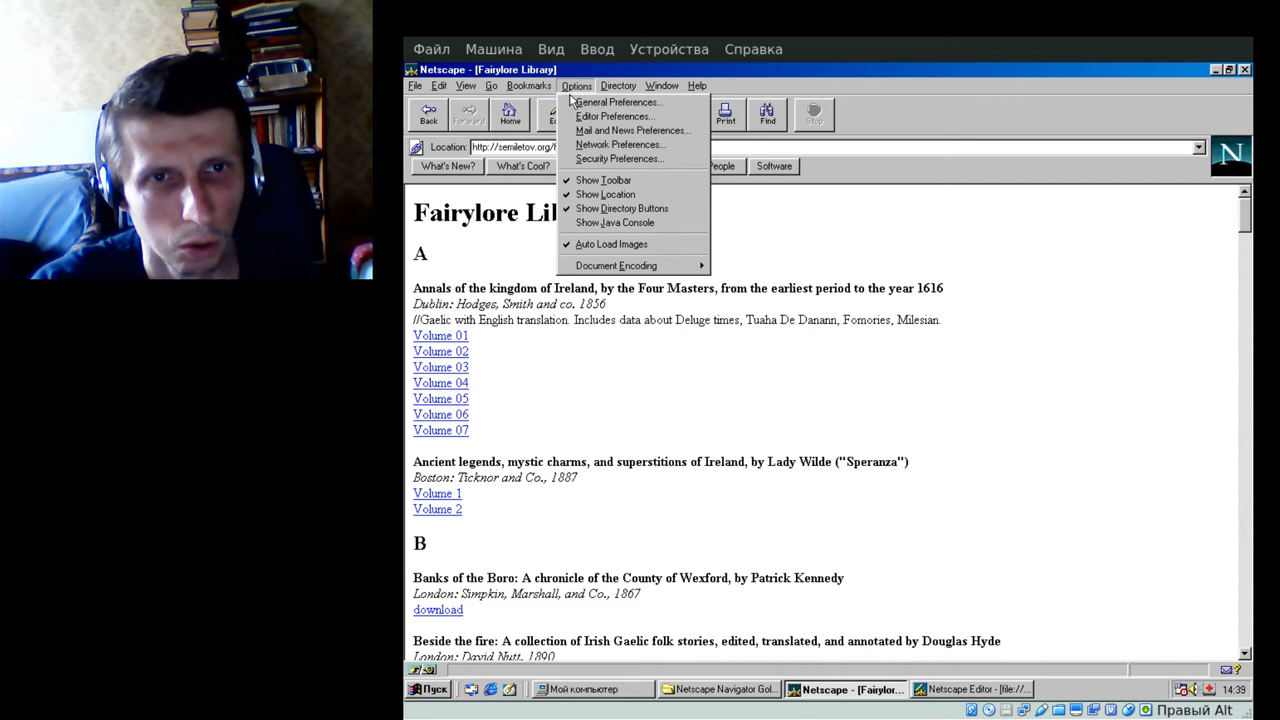 Файл Машина Вид Ввод Устройства Справка
Netscape - [Fairylore Library]
File Edit View Go Bookmarks Options Directory Window Help
General Preferences...
Editor Preferences...
Mail and News Preferences...
Network Preferences...
Security Preferences...
Show Toolbar
Show Location
Show Directory Buttons
Show Java Console
Auto Load Images
Document Encoding
Back Forward Home Print Find Stop
Location: http://semiletov.org/f
N
What's New? What's Cool? People Software
Fairylore Li
A
Annals of the kingdom of Ireland, by the Four Masters, from the earliest period to the year 1616
Dublin: Hodges, Smith and co. 1856
//Gaelic with English translation. Includes data about Deluge times, Tuaha De Danann, Fomories, Milesian.
Volume 01
Volume 02
Volume 03
Volume 04
Volume 05
Volume 06
Volume 07
Ancient legends, mystic charms, and superstitions of Ireland, by Lady Wilde ("Speranza")
Boston: Ticknor and Co., 1887
Volume 1
Volume 2
B
Banks of the Boro: A chronicle of the County of Wexford, by Patrick Kennedy
London: Simpkin, Marshall, and Co., 1867
download
Beside the fire: A collection of Irish Gaelic folk stories, edited, translated, and annotated by Douglas Hyde
London: David Nutt, 1890
Пуск Мой компьютер Netscape Navigator Gol... Netscape - [Fairylor... Netscape Editor - [file://... 14:39
Правый Alt